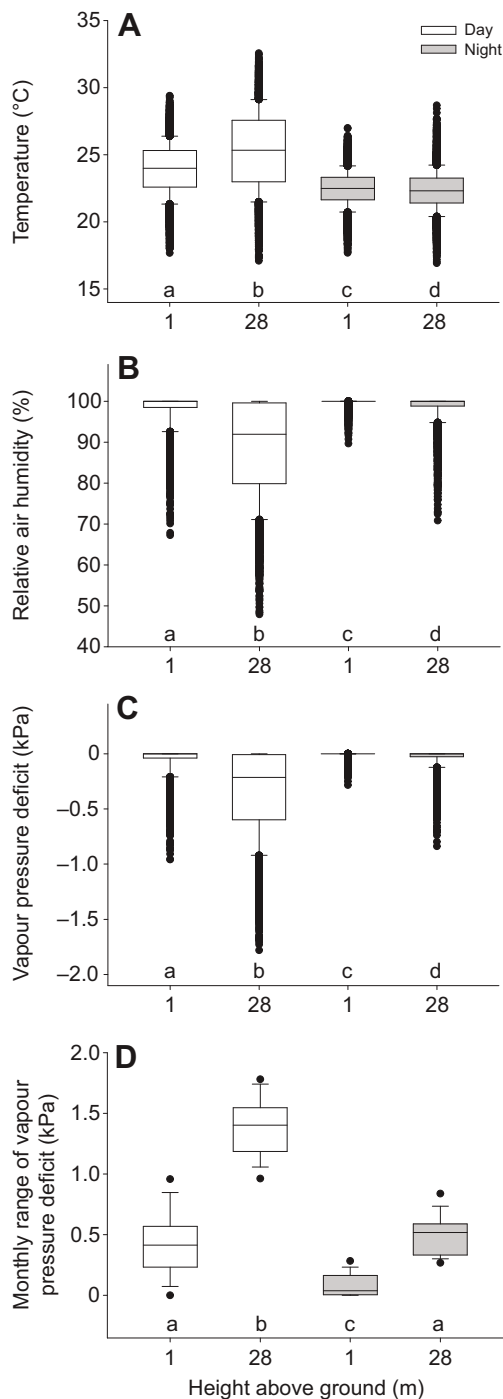 A
Day
Night
Temperature (°C)
35
30
25
20
15
a b c d
1 28 1 28
B
Relative air humidity (%)
100
90
80
70
60
50
40
a b c d
1 28 1 28
C
Vapour pressure deficit (kPa)
0
–0.5
–1.0
–1.5
–2.0
a b c d
1 28 1 28
D
Monthly range of vapour
pressure deficit (kPa)
2.0
1.5
1.0
0.5
0
a b c a
1 28 1 28
Height above ground (m)